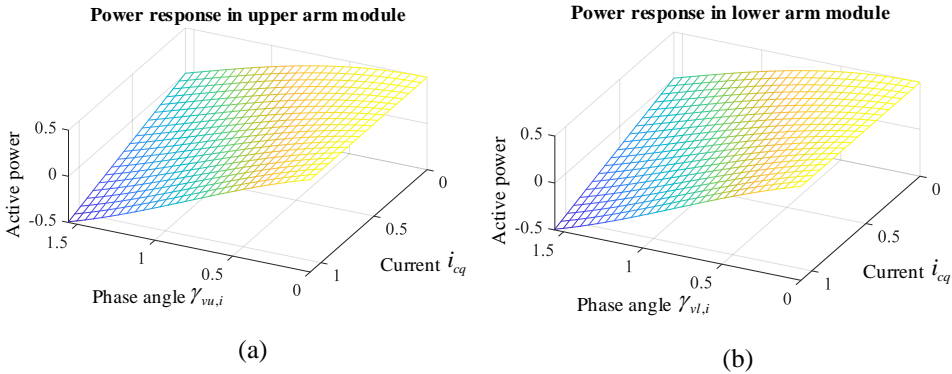 Power response in upper arm module
0.5
0
-0.5
Active power
1.5
1
0.5
0
Phase angle γvu,i
0
0.5
1
Current icq
(a)
Power response in lower arm module
0.5
0
-0.5
Active power
1.5
1
0.5
0
Phase angle γvl,i
0
0.5
1
Current icq
(b)